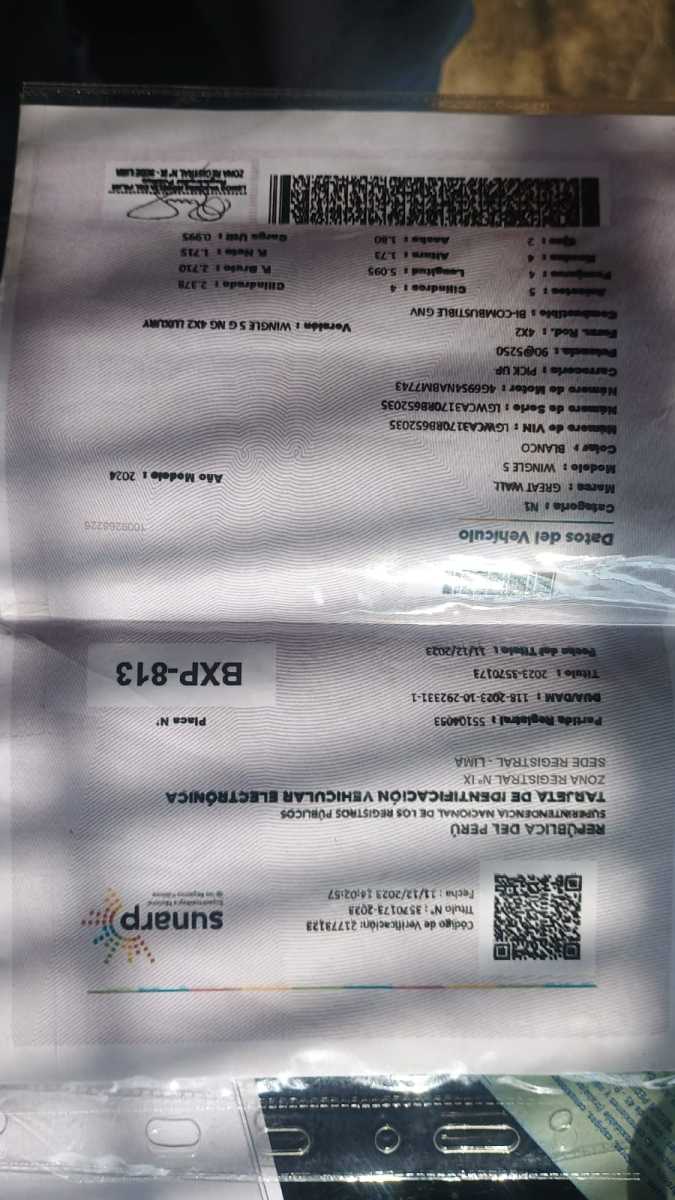 sunarp
Código de Verificación: 21773123
Título N° : 3570173-2023
Fecha : 11/12/2023 14:02:57
REPÚBLICA DEL PERÚ
SUPERINTENDENCIA NACIONAL DE LOS REGISTROS PÚBLICOS
TARJETA DE IDENTIFICACIÓN VEHICULAR ELECTRÓNICA
ZONA REGISTRAL N° IX
SEDE REGISTRAL - LIMA
Partida Registral : 55104053
Placa N°
DUA/DAM : 118-2023-10-292331-1
Título : 2023-3570173
BXP-813
Fecha del Título : 11/12/2023
Datos del Vehículo
1009268226
Categoría : N1
Marca : GREAT WALL
Año Modelo : 2024
Modelo : WINGLE 5
Color : BLANCO
Número de VIN : LGWCA3170RB652035
Número de Serie : LGWCA3170RB652035
Número de Motor : 4G69S4NABM7743
Carrocería : PICK UP
Potencia : 90@5250
Form. Rod. : 4X2
Versión : WINGLE 5 G NG 4X2 LUXURY
Combustible : BI-COMBUSTIBLE GNV
Asientos : 5
Cilindros : 4
Cilindrada : 2.378
Pasajeros : 4
Longitud : 5.095
P. Bruto : 2.710
Ruedas : 4
Altura : 1.73
P. Neto : 1.715
Ejes : 2
Ancho : 1.80
Carga Util : 0.995
ZONA REGISTRAL N° IX - SEDE LIMA